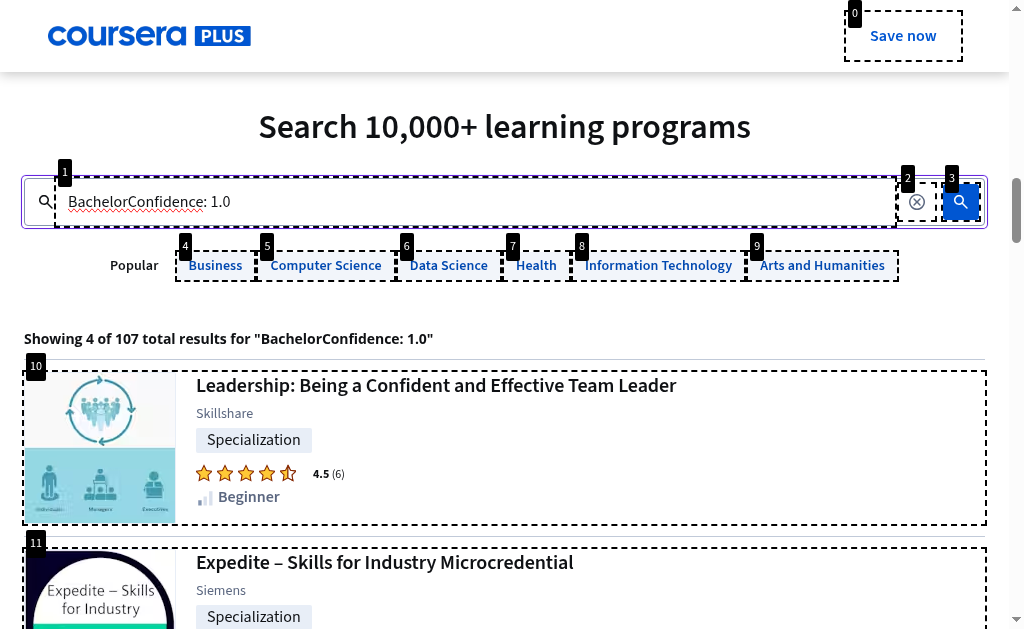 coursera PLUS
0
Save now
Search 10,000+ learning programs
1
BachelorConfidence: 1.0
2
3
Popular
4
Business
5
Computer Science
6
Data Science
7
Health
8
Information Technology
9
Arts and Humanities
Showing 4 of 107 total results for "BachelorConfidence: 1.0"
10
Leadership: Being a Confident and Effective Team Leader
Skillshare
Specialization
4.5 (6)
Beginner
Managers
Executives
11
Expedite – Skills for Industry Microcredential
Siemens
Specialization
Expedite – Skills
for Industry